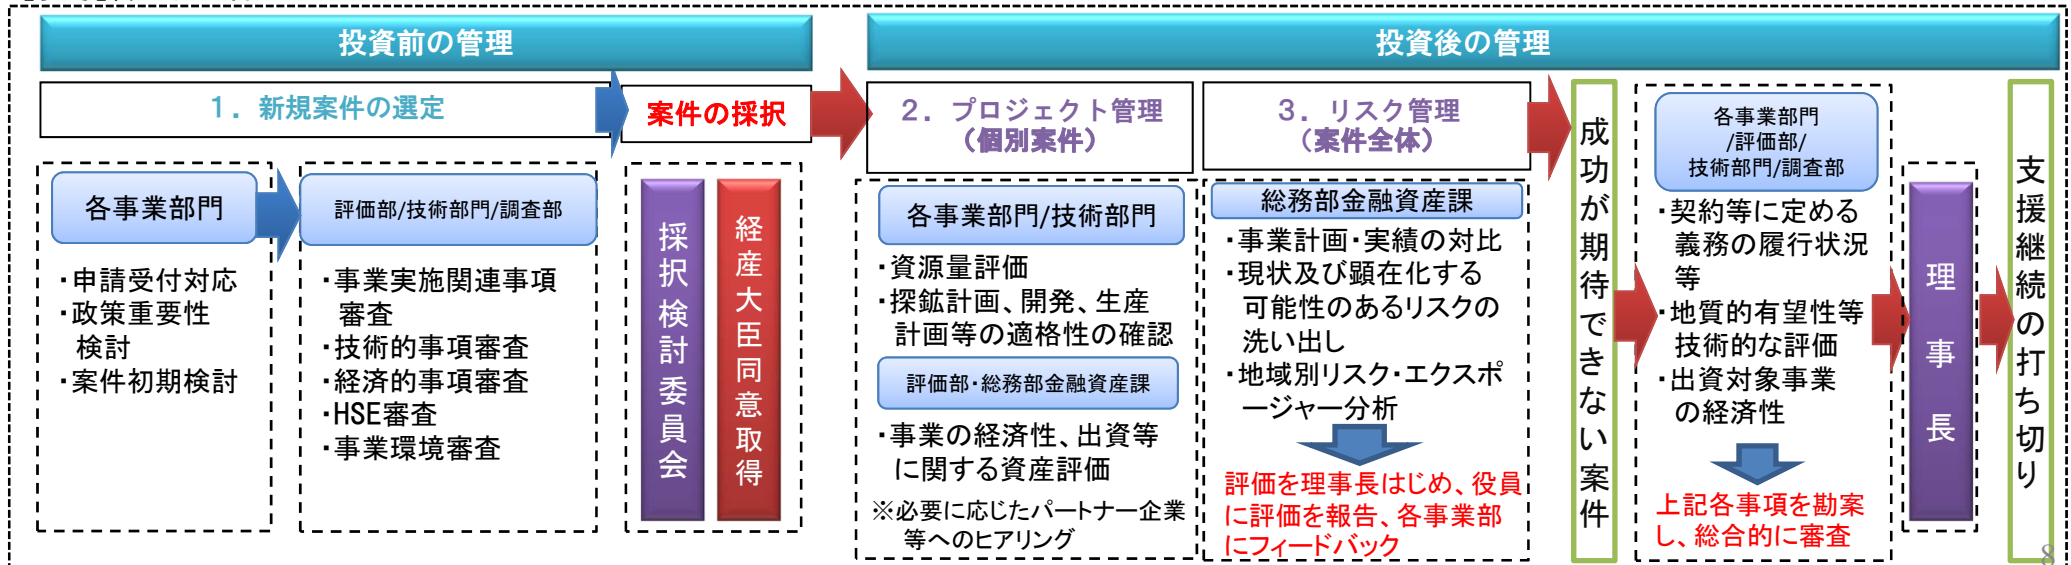 投資前の管理
投資後の管理
1．新規案件の選定
案件の採択
2．プロジェクト管理
（個別案件）
3．リスク管理
（案件全体）
各事業部門
・申請受付対応
・政策重要性
検討
・案件初期検討
評価部/技術部門/調査部
・事業実施関連事項
審査
・技術的事項審査
・経済的事項審査
・HSE審査
・事業環境審査
採択検討委員会
経産大臣同意取得
各事業部門/技術部門
・資源量評価
・探鉱計画、開発、生産
計画等の適格性の確認
評価部・総務部金融資産課
・事業の経済性、出資等
に関する資産評価
※必要に応じたパートナー企業
等へのヒアリング
総務部金融資産課
・事業計画・実績の対比
・現状及び顕在化する
可能性のあるリスクの
洗い出し
・地域別リスク・エクスポ
ージャー分析
評価を理事長はじめ、役員
に評価を報告、各事業部
にフィードバック
成功が期待できない案件
各事業部門
/評価部/
技術部門/調査部
・契約等に定める
義務の履行状況
等
・地質的有望性等
技術的な評価
・出資対象事業
の経済性
上記各事項を勘案
し、総合的に審査
理事長
支援継続の打ち切り
8